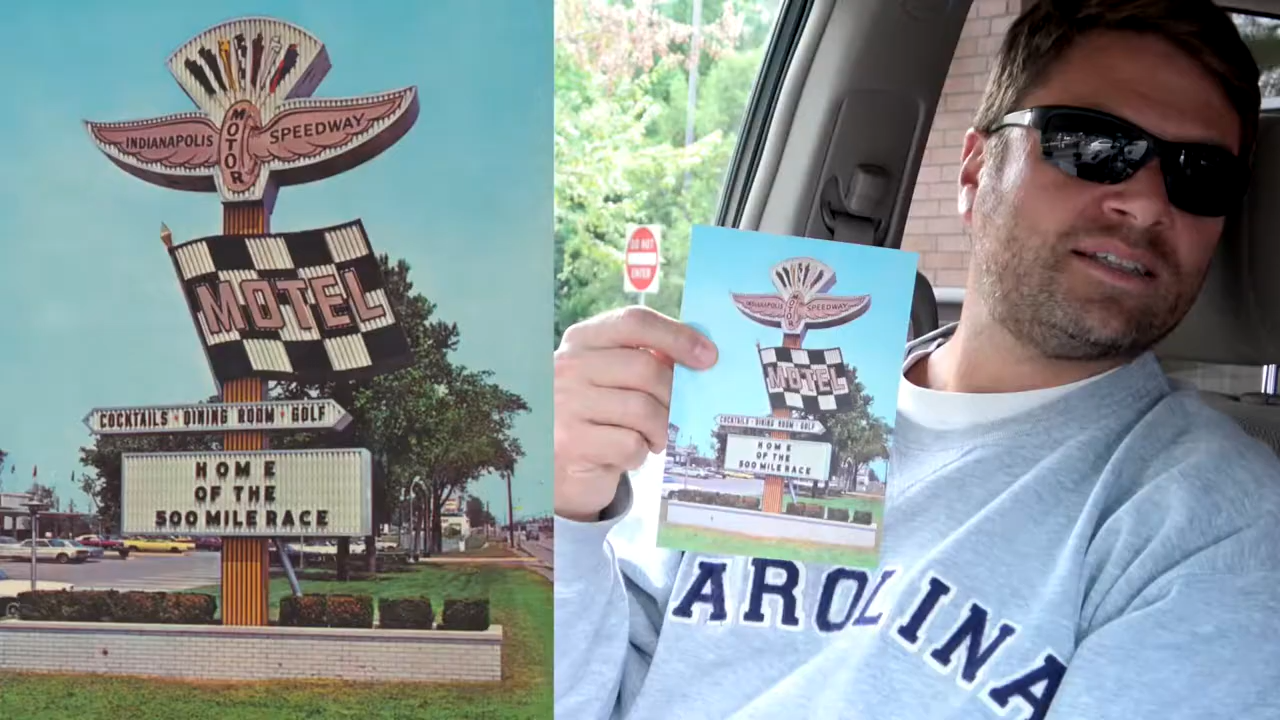 INDIANAPOLIS MOTOR SPEEDWAY
MOTEL
COCKTAILS · DINING ROOM · GOLF
HOME
OF THE
500 MILE RACE
DO NOT
ENTER
INDIANAPOLIS MOTOR SPEEDWAY
MOTEL
COCKTAILS · DINING ROOM · GOLF
HOME
OF THE
500 MILE RACE
AROLINA